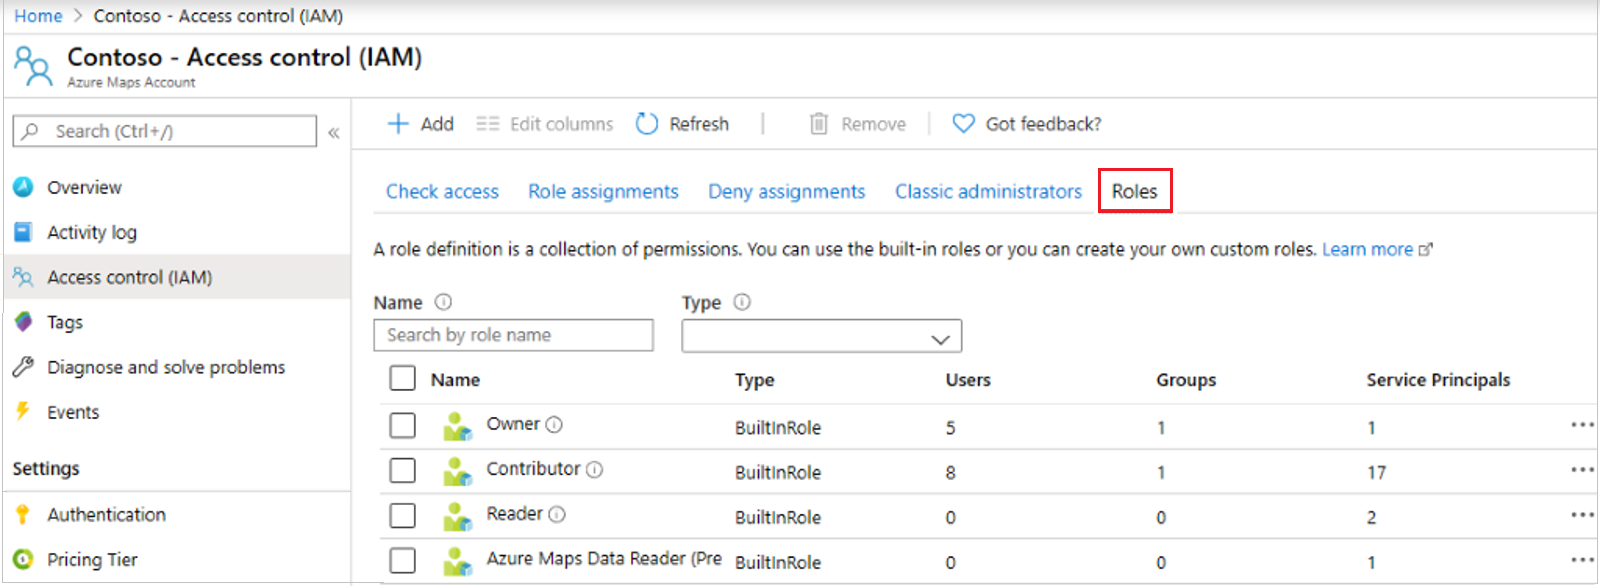 Home > Contoso - Access control (IAM)
Contoso - Access control (IAM)
Azure Maps Account
Search (Ctrl+/)
«
Overview
Activity log
Access control (IAM)
Tags
Diagnose and solve problems
Events
Settings
Authentication
Pricing Tier
Add Edit columns Refresh Remove Got feedback?
Check access Role assignments Deny assignments Classic administrators Roles
A role definition is a collection of permissions. You can use the built-in roles or you can create your own custom roles. Learn more
Name Type
Search by role name
Name Type Users Groups Service Principals
Owner BuiltInRole 5 1 1
Contributor BuiltInRole 8 1 17
Reader BuiltInRole 0 0 2
Azure Maps Data Reader (Pre BuiltInRole 0 0 1